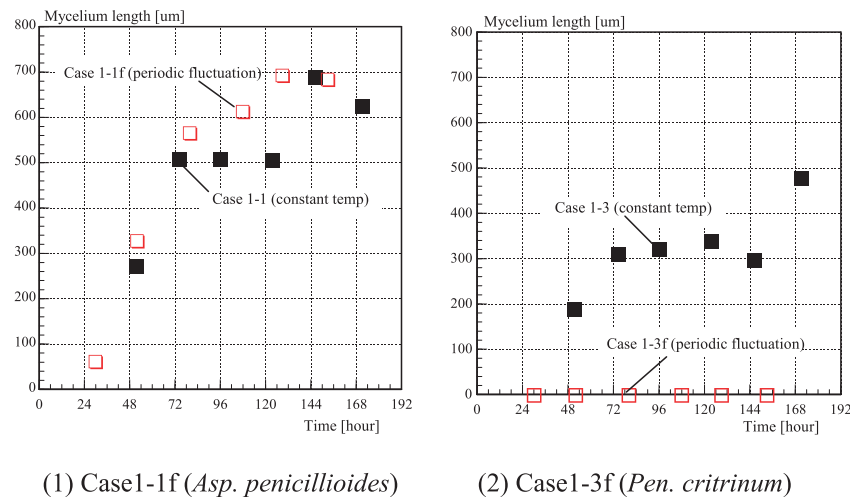 Mycelium length [um]
800
700
600
500
400
300
200
100
0
0 24 48 72 96 120 144 168 192
Time [hour]
Case 1-1f (periodic fluctuation)
Case 1-1 (constant temp)
(1) Case1-1f (Asp. penicillioides)
Mycelium length [um]
800
700
600
500
400
300
200
100
0
0 24 48 72 96 120 144 168 192
Time [hour]
Case 1-3 (constant temp)
Case 1-3f (periodic fluctuation)
(2) Case1-3f (Pen. critrinum)